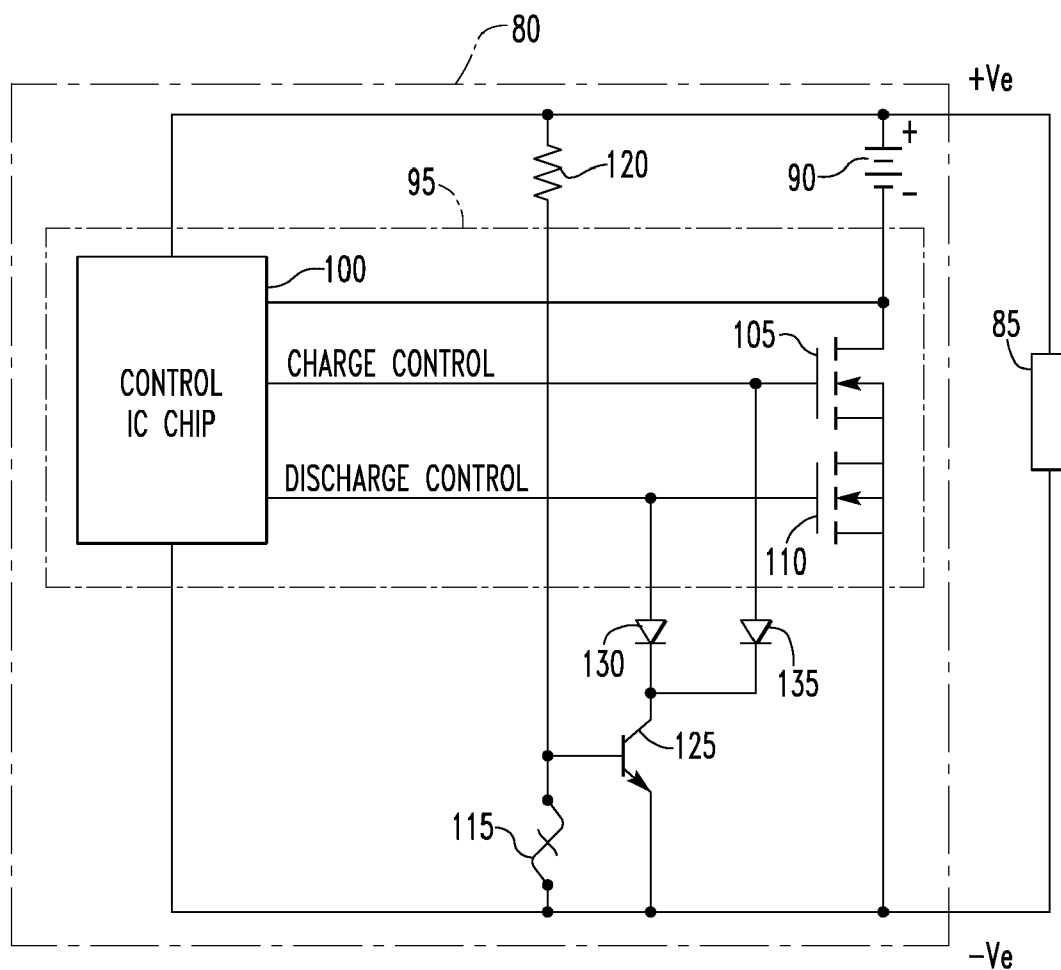 80
+Ve
120
+
90
-
95
100
105
85
CHARGE CONTROL
CONTROL
IC CHIP
DISCHARGE CONTROL
110
130
135
125
115
-Ve